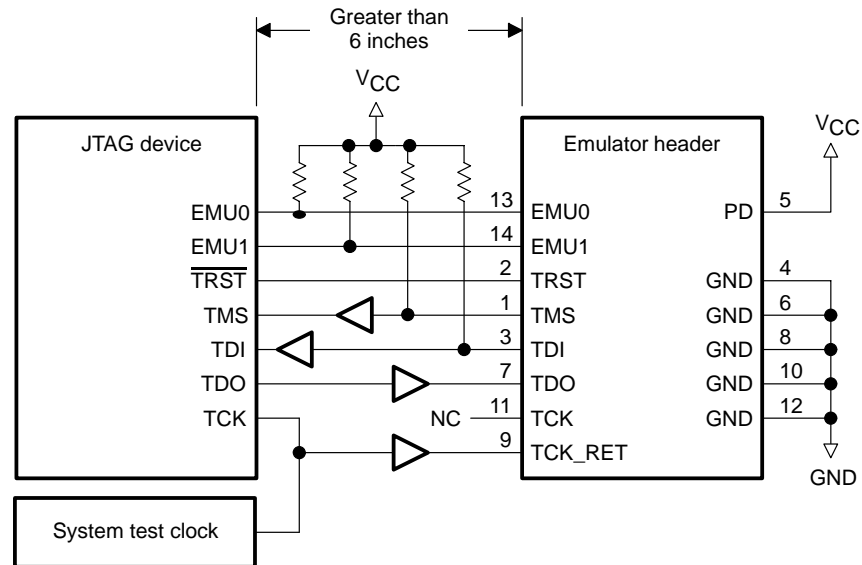 Greater than
6 inches
VCC
JTAG device
Emulator header
VCC
EMU0 13 EMU0 PD 5
EMU1 14 EMU1
TRST 2 TRST GND 4
TMS 1 TMS GND 6
TDI 3 TDI GND 8
TDO 7 TDO GND 10
TCK NC 11 TCK GND 12
9 TCK_RET
GND
System test clock